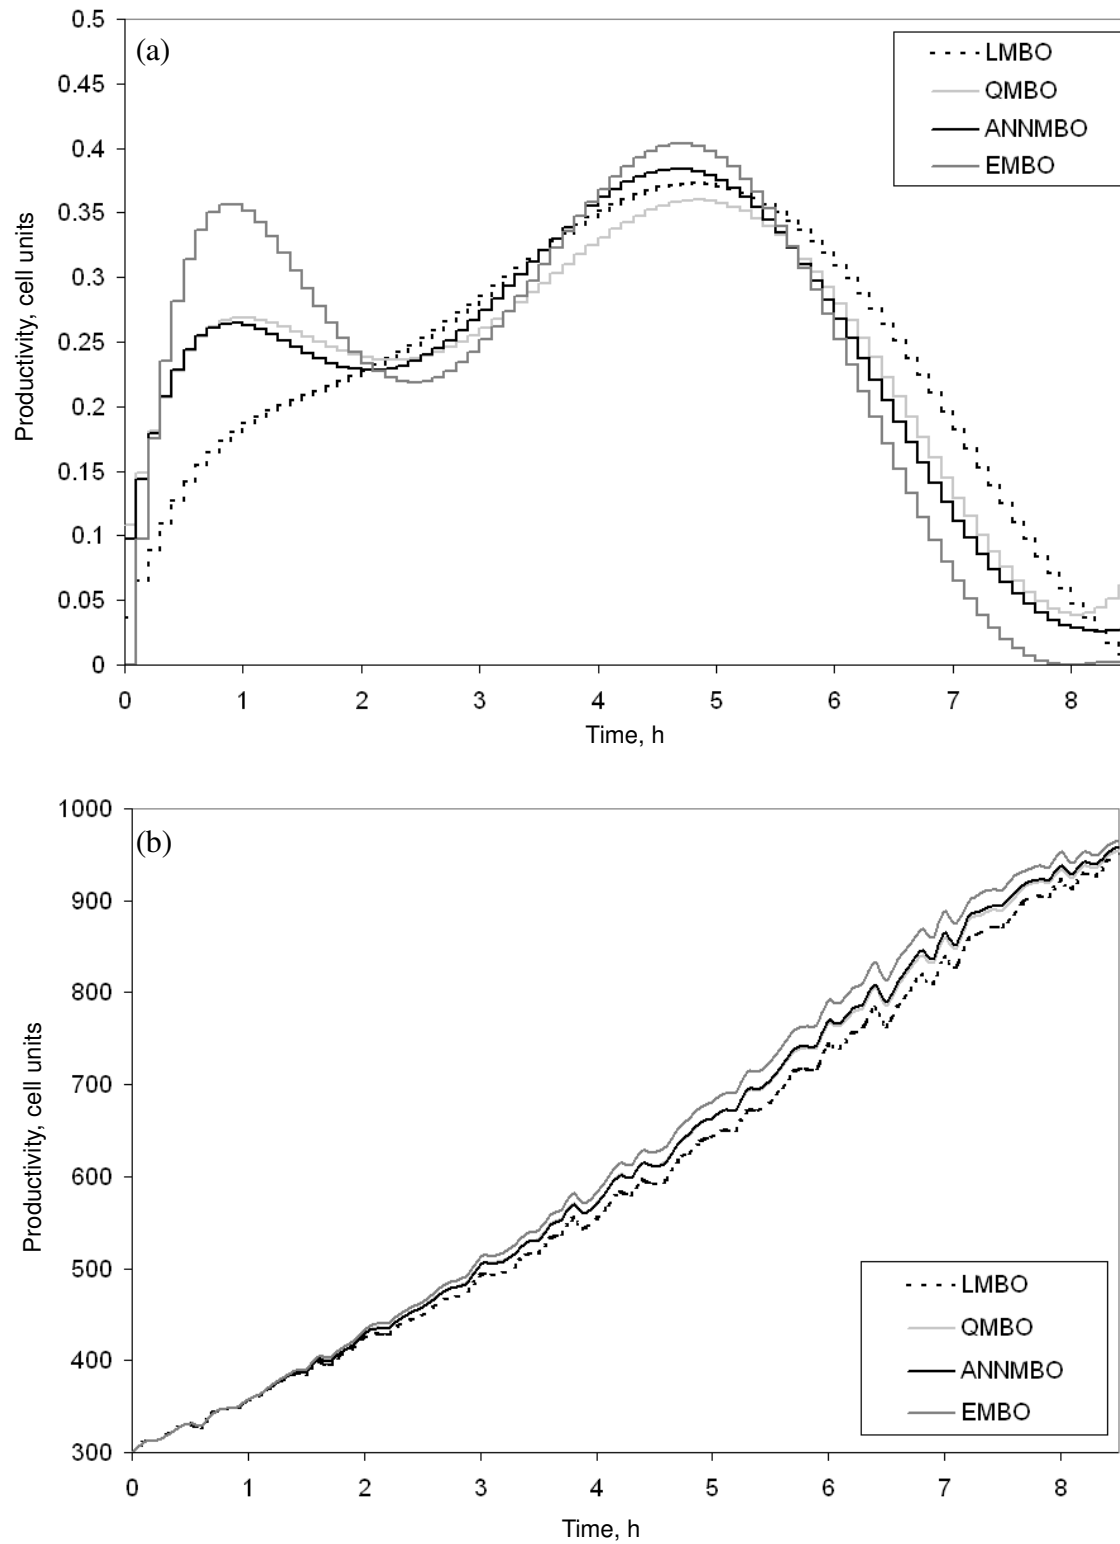 0.5
(a)
LMBO
0.45
QMBO
0.4
ANNMBO
EMBO
0.35
0.3
0.25
0.2
0.15
0.1
0.05
0
Productivity, cell units
0 1 2 3 4 5 6 7 8
Time, h
1000
(b)
900
800
700
600
500
400
300
Productivity, cell units
LMBO
QMBO
ANNMBO
EMBO
0 1 2 3 4 5 6 7 8
Time, h